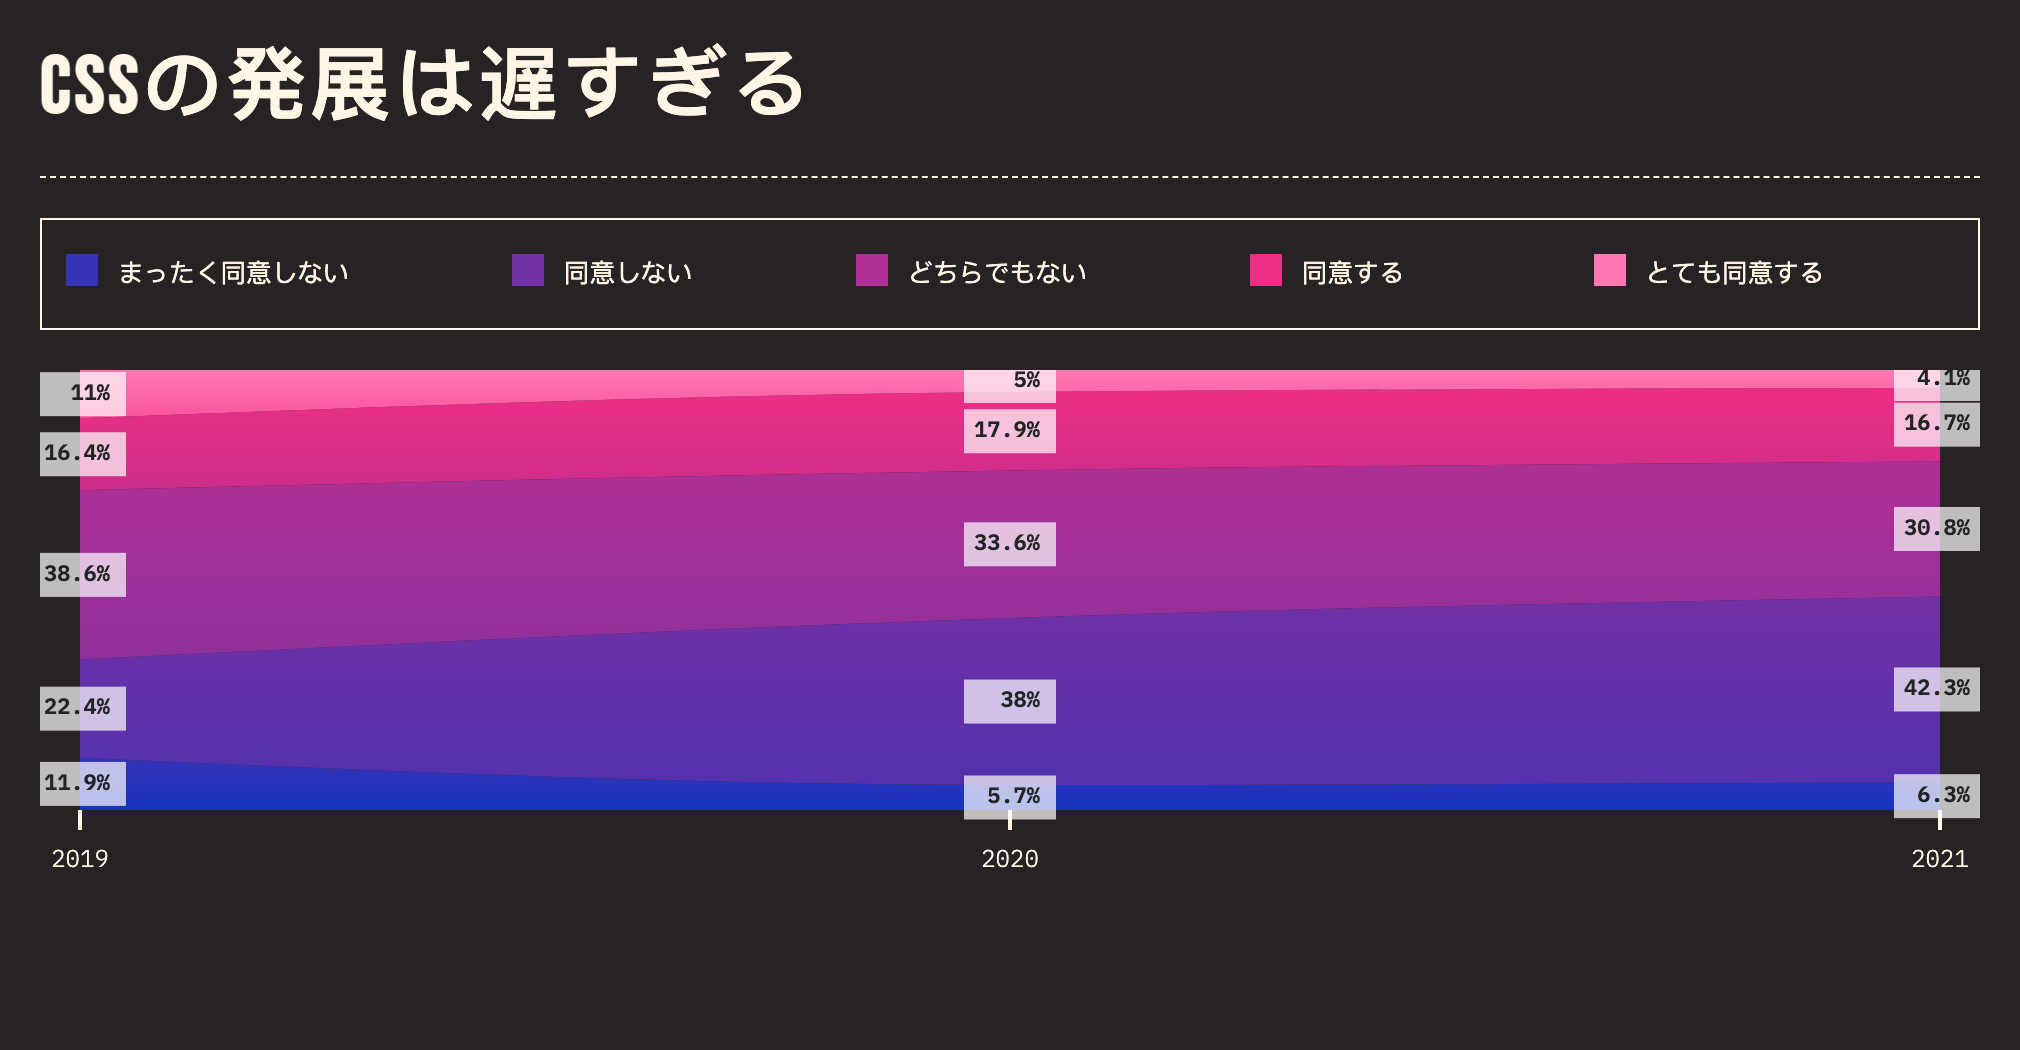 CSSの発展は遅すぎる
まったく同意しない 同意しない どちらでもない 同意する とても同意する
11% 5% 4.1%
16.4% 17.9% 16.7%
38.6% 33.6% 30.8%
22.4% 38% 42.3%
11.9% 5.7% 6.3%
2019 2020 2021